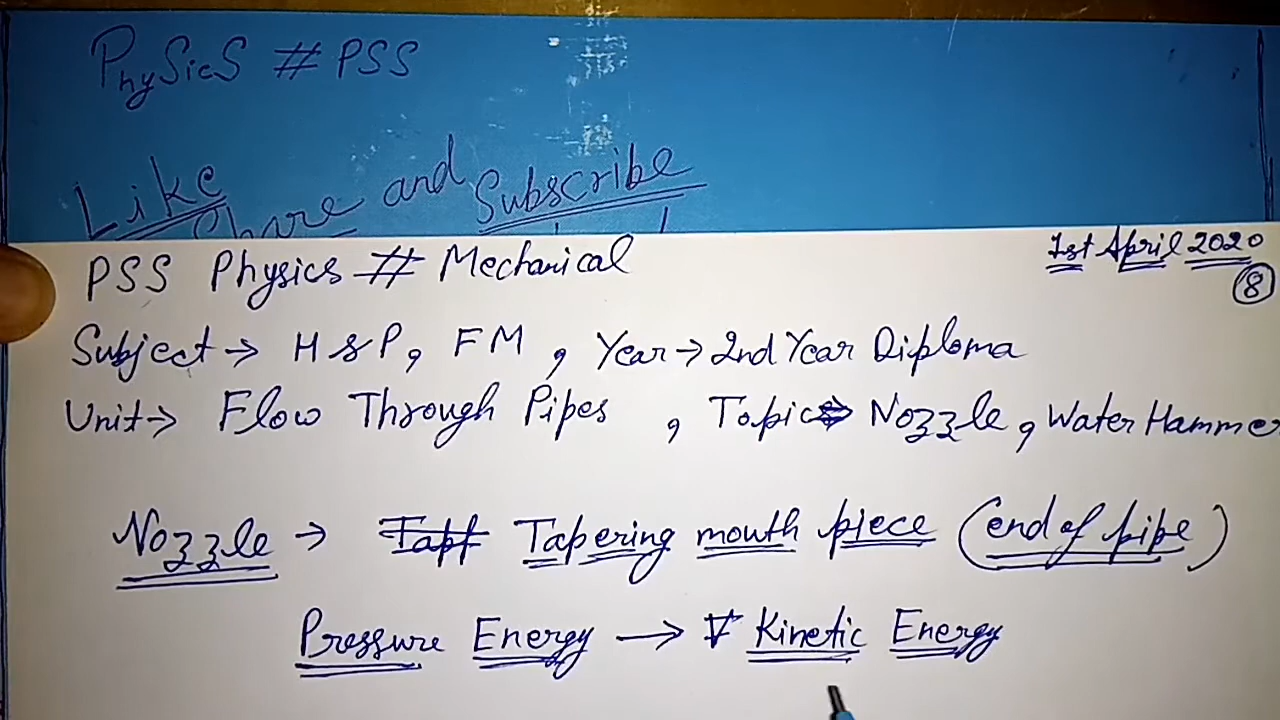 PhySicS # PSS
Like Share and Subscribe
PSS Physics # Mechanical
1st April 2020
8
Subject → H & P, FM, Year → 2nd Year Diploma
Unit → Flow Through Pipes, Topic → Nozzle, Water Hammer
Nozzle → Tapering mouth piece (end of pipe)
Pressure Energy → Kinetic Energy